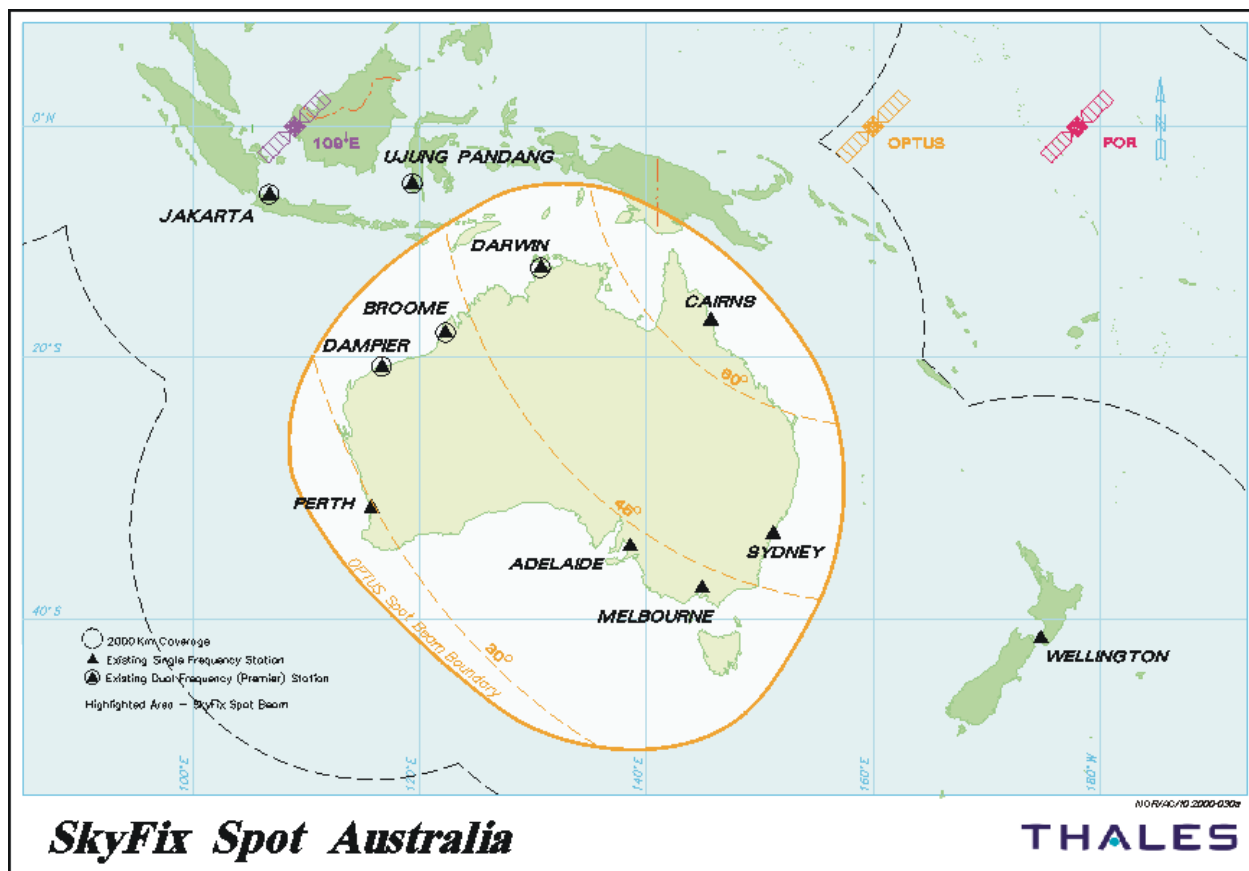 0°N
109°E
OPTUS
POR
N
UJUNG PANDANG
JAKARTA
DARWIN
BROOME
CAIRNS
DAMPIER
20°S
60°
PERTH
45°
ADELAIDE
SYDNEY
MELBOURNE
40°S
OPTUS Spot Beam Boundary
30°
WELLINGTON
2000 Km Coverage
Existing Single Frequency Station
Existing Dual Frequency (Premier) Station
Highlighted Area - SkyFix Spot Beam
100°E
120°E
140°E
160°E
180°W
SkyFix Spot Australia
THALES